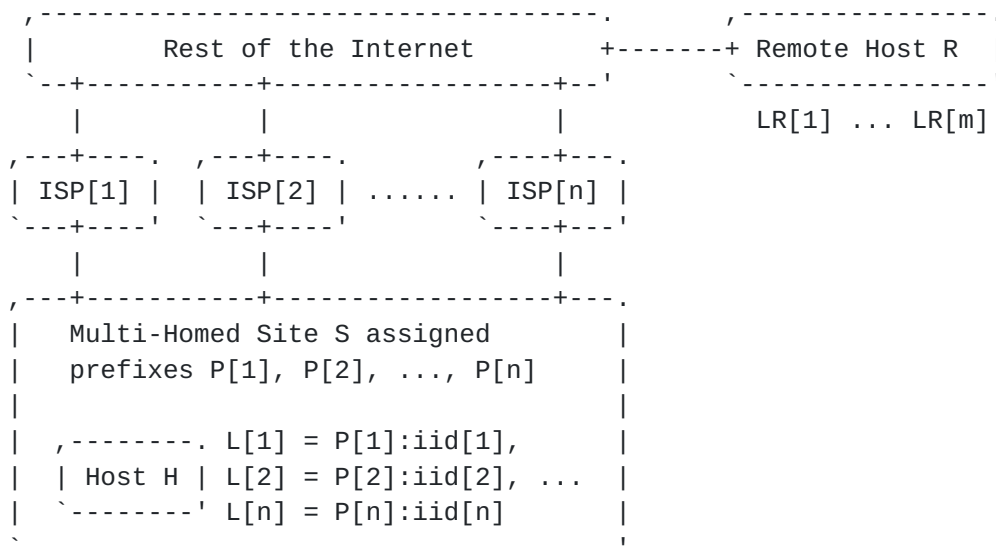 Rest of the Internet
Remote Host R
LR[1] ... LR[m]
ISP[1] ISP[2] ...... ISP[n]
Multi-Homed Site S assigned
prefixes P[1], P[2], ..., P[n]
L[1] = P[1]:iid[1],
Host H L[2] = P[2]:iid[2], ...
L[n] = P[n]:iid[n]